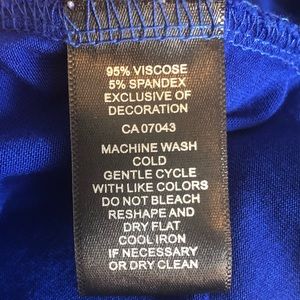 95% VISCOSE
5% SPANDEX
EXCLUSIVE OF
DECORATION
CA 07043
MACHINE WASH
COLD
GENTLE CYCLE
WITH LIKE COLORS
DO NOT BLEACH
RESHAPE AND
DRY FLAT
COOL IRON
IF NECESSARY
OR DRY CLEAN